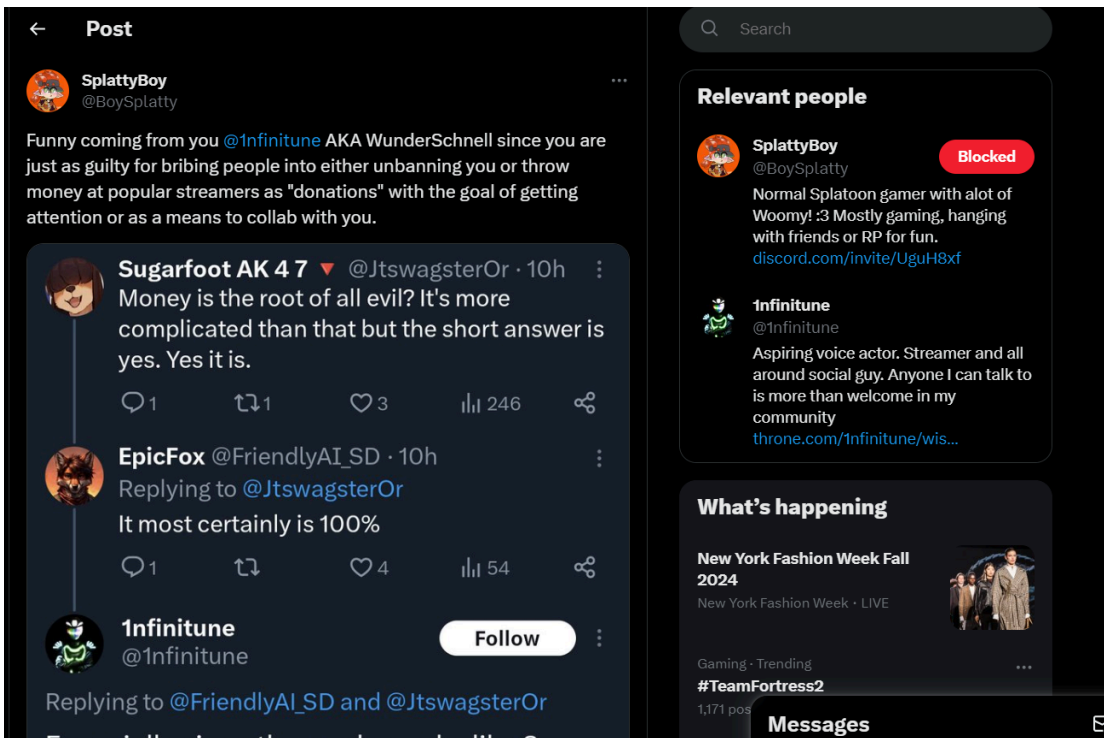 Post
SplattyBoy
@BoySplatty
Funny coming from you @1nfinitune AKA WunderSchnell since you are
just as guilty for bribing people into either unbanning you or throw
money at popular streamers as "donations" with the goal of getting
attention or as a means to collab with you.
Sugarfoot AK 4 7 🔻 @JtswagsterOr · 10h
Money is the root of all evil? It's more
complicated than that but the short answer is
yes. Yes it is.
1 1 3 246
EpicFox @FriendlyAI_SD · 10h
Replying to @JtswagsterOr
It most certainly is 100%
1 4 54
1nfinitune
@1nfinitune
Follow
Replying to @FriendlyAI_SD and @JtswagsterOr
Search
Relevant people
SplattyBoy
@BoySplatty
Blocked
Normal Splatoon gamer with alot of
Woomy! :3 Mostly gaming, hanging
with friends or RP for fun.
discord.com/invite/UguH8xf
1nfinitune
@1nfinitune
Aspiring voice actor. Streamer and all
around social guy. Anyone I can talk to
is more than welcome in my
community
throne.com/1nfinitune/wis...
What's happening
New York Fashion Week Fall
2024
New York Fashion Week · LIVE
Gaming · Trending
#TeamFortress2
1,171 pos
Messages